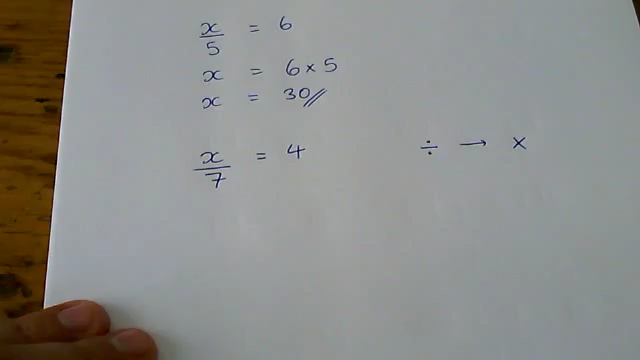 x/5 = 6
x = 6 × 5
x = 30//
x/7 = 4 ÷ → ×